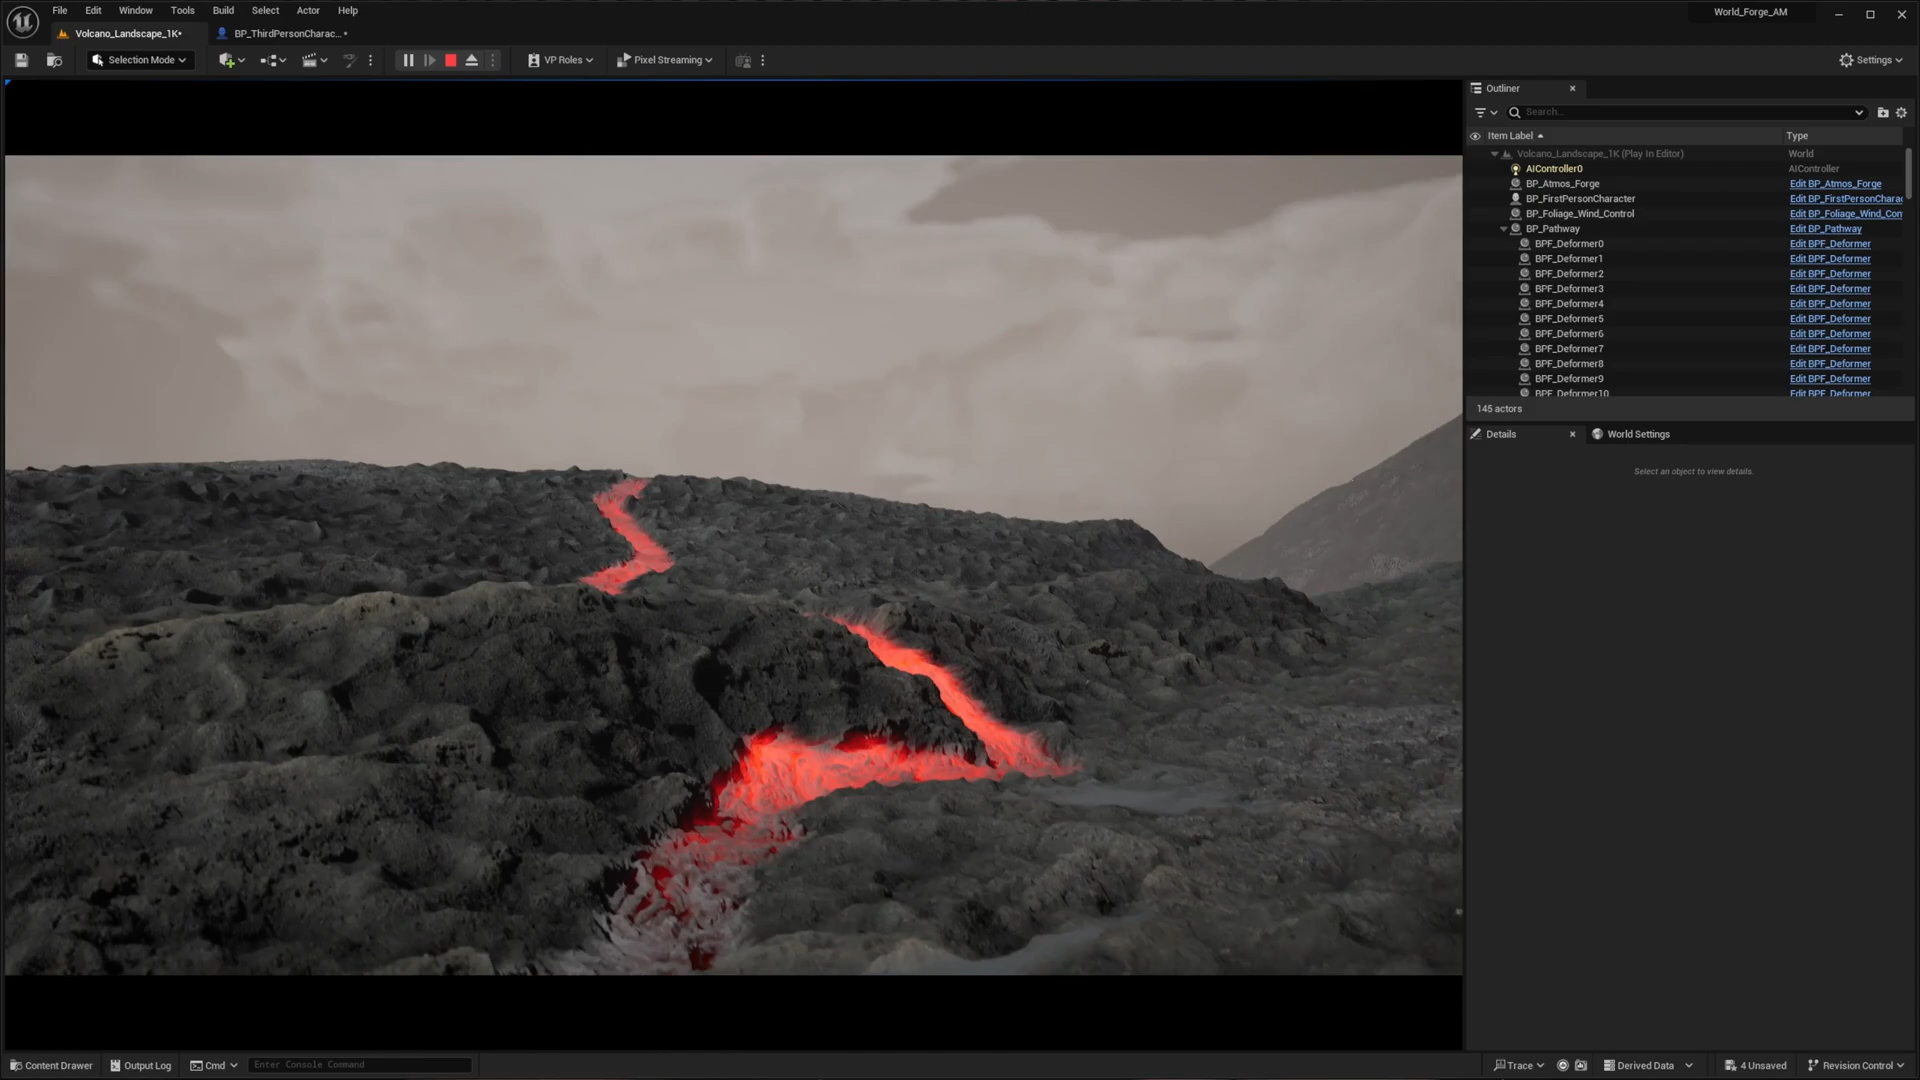 File Edit Window Tools Build Select Actor Help
World_Forge_AM
Volcano_Landscape_1K•
BP_ThirdPersonCharac...•
Selection Mode
VP Roles
Pixel Streaming
Settings
Outliner
Search...
Item Label
Type
Volcano_Landscape_1K (Play In Editor) World
AIController0 AIController
BP_Atmos_Forge Edit BP_Atmos_Forge
BP_FirstPersonCharacter Edit BP_FirstPersonCharac
BP_Foliage_Wind_Control Edit BP_Foliage_Wind_Con
BP_Pathway Edit BP_Pathway
BPF_Deformer0 Edit BPF_Deformer
BPF_Deformer1 Edit BPF_Deformer
BPF_Deformer2 Edit BPF_Deformer
BPF_Deformer3 Edit BPF_Deformer
BPF_Deformer4 Edit BPF_Deformer
BPF_Deformer5 Edit BPF_Deformer
BPF_Deformer6 Edit BPF_Deformer
BPF_Deformer7 Edit BPF_Deformer
BPF_Deformer8 Edit BPF_Deformer
BPF_Deformer9 Edit BPF_Deformer
BPF_Deformer10 Edit BPF_Deformer
145 actors
Details
World Settings
Select an object to view details.
Content Drawer
Output Log
Cmd
Enter Console Command
Trace
Derived Data
4 Unsaved
Revision Control